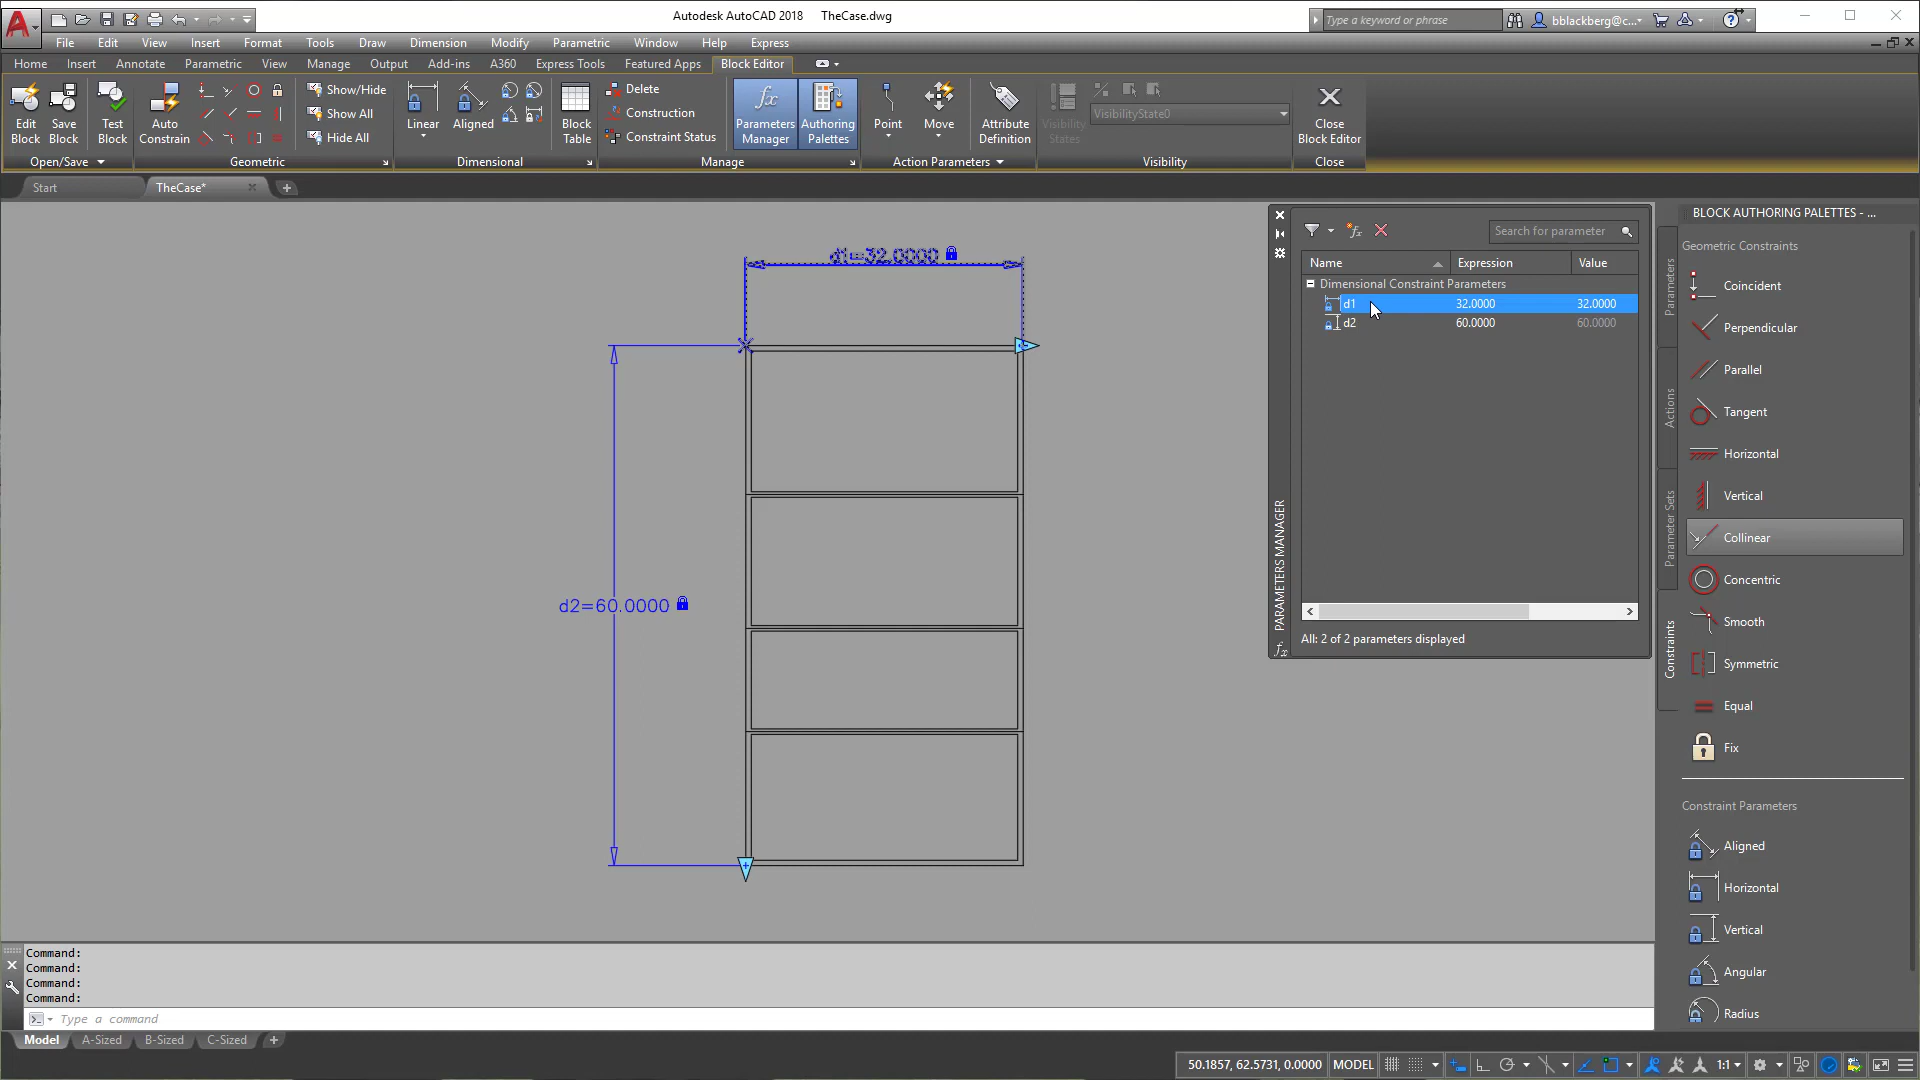 Autodesk AutoCAD 2018 TheCase.dwg
Type a keyword or phrase
bblackberg@c...
File Edit View Insert Format Tools Draw Dimension Modify Parametric Window Help Express
Home Insert Annotate Parametric View Manage Output Add-ins A360 Express Tools Featured Apps Block Editor
Edit Block
Save Block
Test Block
Auto Constrain
Show/Hide
Show All
Hide All
Linear
Aligned
Block Table
Delete
Construction
Constraint Status
Parameters Manager
Authoring Palettes
Point
Move
Attribute Definition
Visibility States
VisibilityState0
Close Block Editor
Open/Save
Geometric
Dimensional
Manage
Action Parameters
Visibility
Close
Start
TheCase*
d1=32.0000
d2=60.0000
Search for parameter
Name Expression Value
Dimensional Constraint Parameters
d1 32.0000 32.0000
d2 60.0000 60.0000
All: 2 of 2 parameters displayed
PARAMETERS MANAGER
BLOCK AUTHORING PALETTES - ...
Parameters
Actions
Parameter Sets
Constraints
Geometric Constraints
Coincident
Perpendicular
Parallel
Tangent
Horizontal
Vertical
Collinear
Concentric
Smooth
Symmetric
Equal
Fix
Constraint Parameters
Aligned
Horizontal
Vertical
Angular
Radius
Command:
Command:
Command:
Command:
Type a command
Model A-Sized B-Sized C-Sized
50.1857, 62.5731, 0.0000 MODEL 1:1